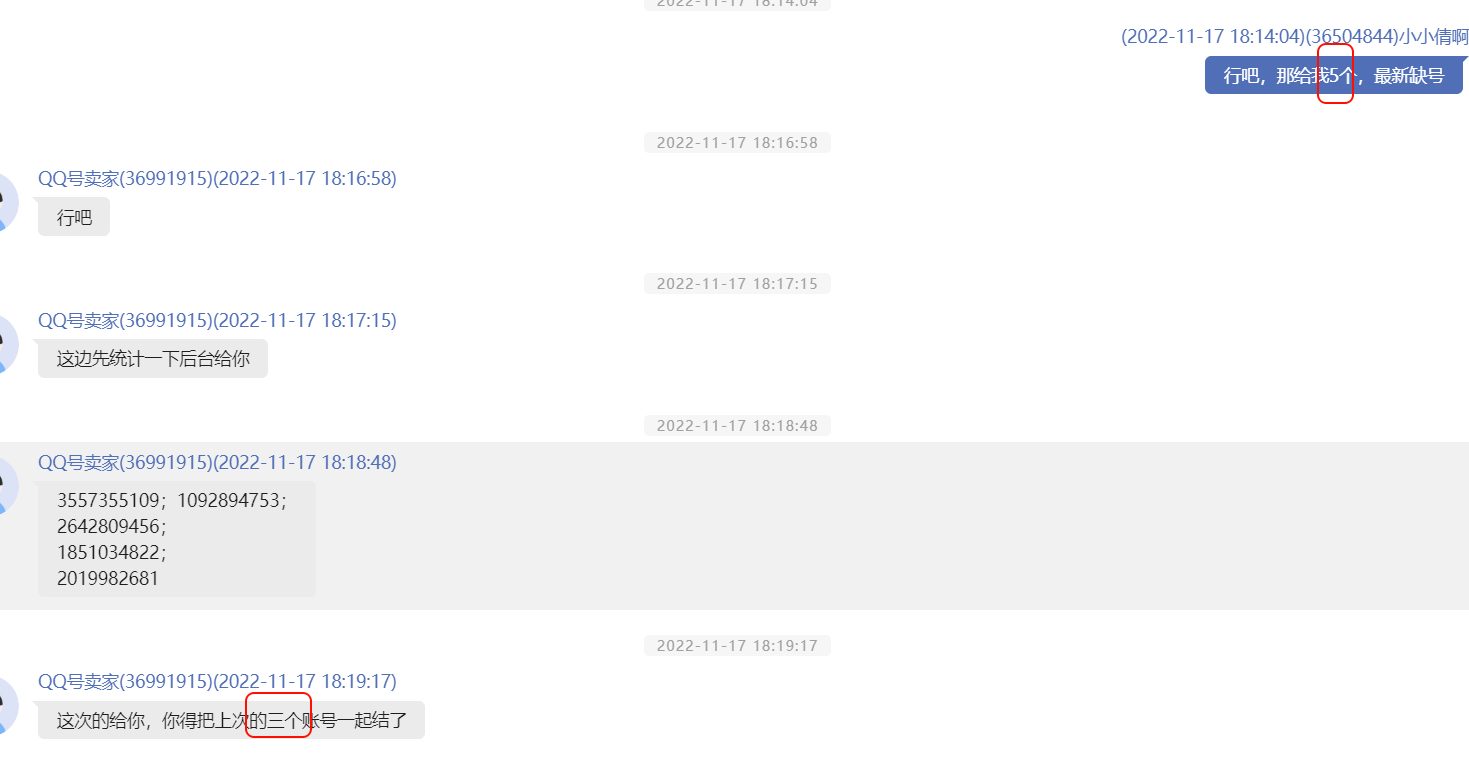 2022-11-17 18:14:04
(2022-11-17 18:14:04)(36504844)小小倩啊
行吧，那给我5个，最新缺号
2022-11-17 18:16:58
QQ号卖家(36991915)(2022-11-17 18:16:58)
行吧
2022-11-17 18:17:15
QQ号卖家(36991915)(2022-11-17 18:17:15)
这边先统计一下后台给你
2022-11-17 18:18:48
QQ号卖家(36991915)(2022-11-17 18:18:48)
3557355109；1092894753；
2642809456；
1851034822；
2019982681
2022-11-17 18:19:17
QQ号卖家(36991915)(2022-11-17 18:19:17)
这次的给你，你得把上次的三个账号一起结了